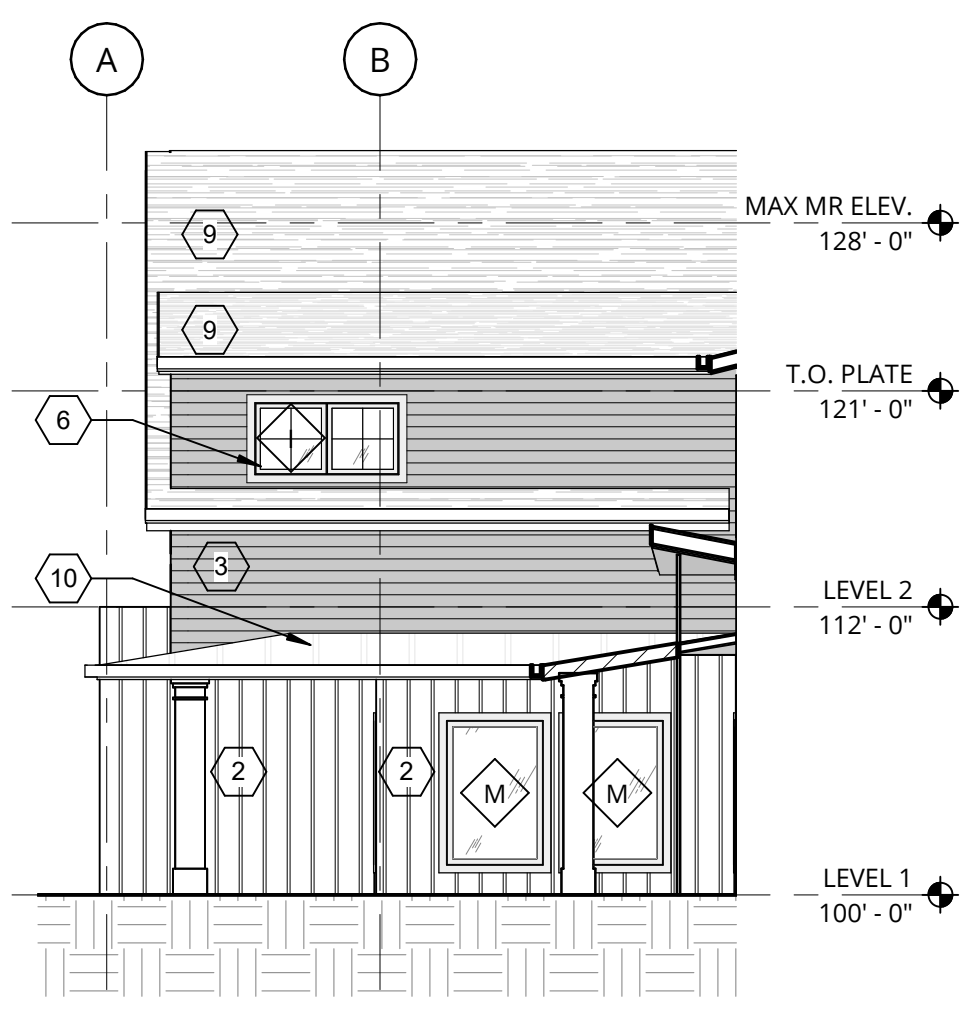 A
B
MAX MR ELEV.
128' - 0"
9
9
T.O. PLATE
121' - 0"
6
3
10
LEVEL 2
112' - 0"
2
2
M
M
LEVEL 1
100' - 0"